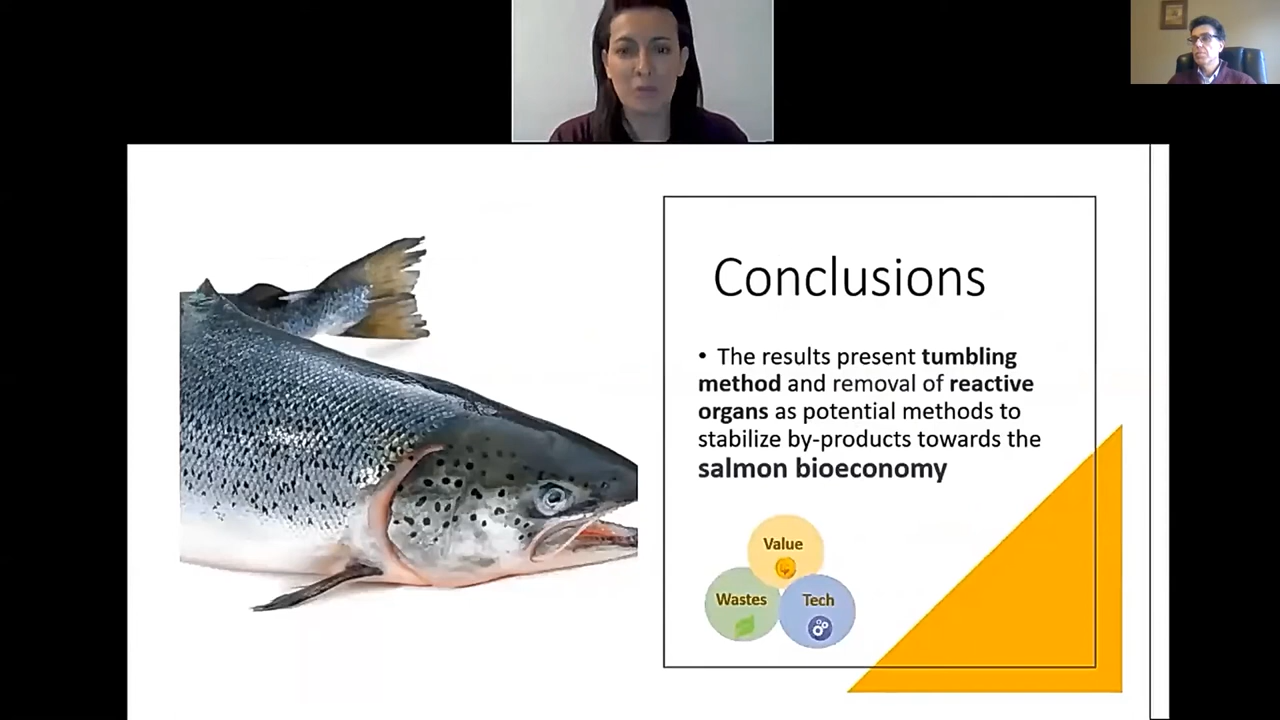 Conclusions
• The results present tumbling
method and removal of reactive
organs as potential methods to
stabilize by-products towards the
salmon bioeconomy
Value
Wastes
Tech